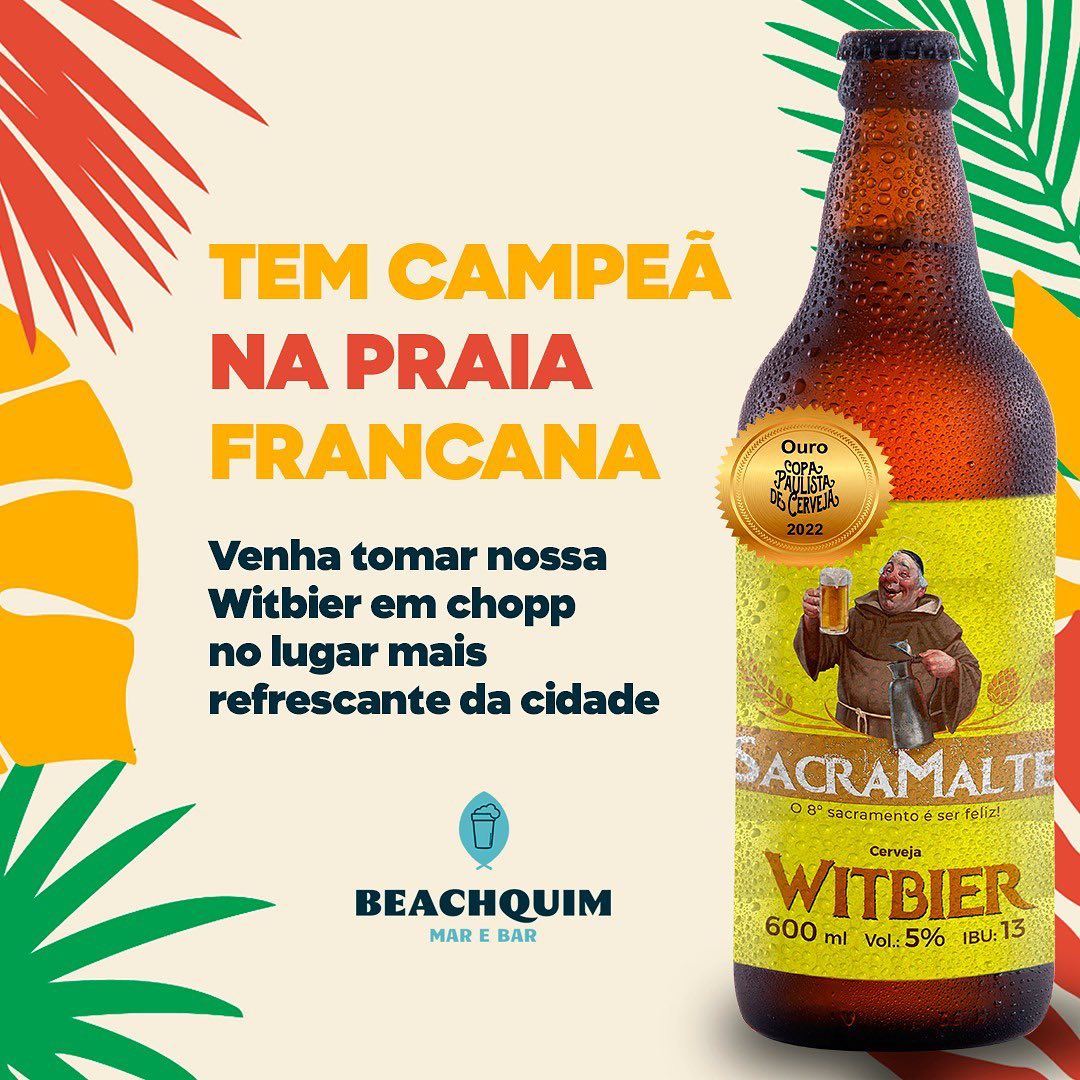 TEM CAMPEÃ
NA PRAIA
FRANCANA
Venha tomar nossa
Witbier em chopp
no lugar mais
refrescante da cidade
BEACHQUIM
MAR E BAR
Ouro
COPA
PAULISTA
DE CERVEJA
2022
SACRAMALTE
O 8º sacramento é ser feliz!
Cerveja
WITBIER
600 ml Vol.: 5% IBU: 13